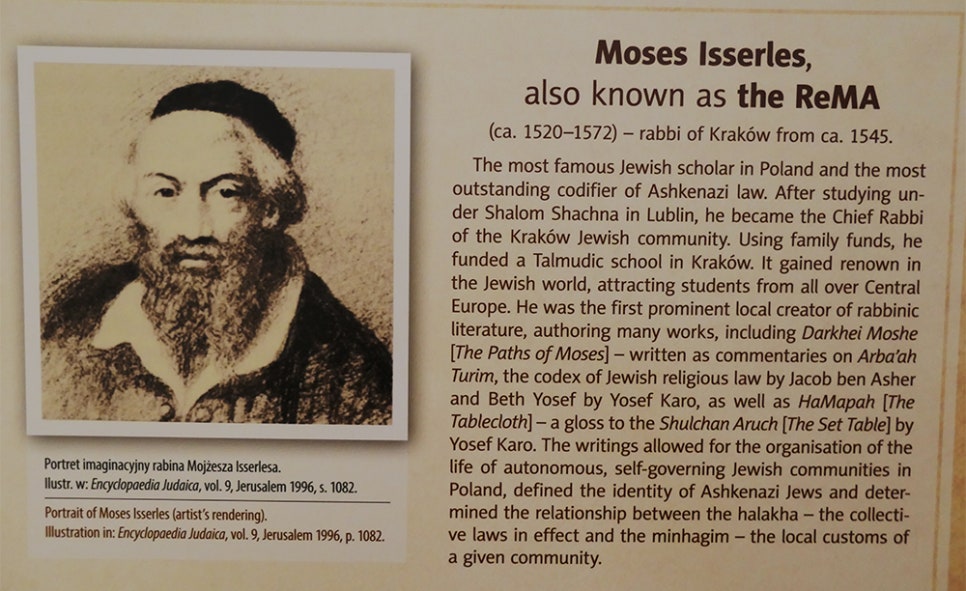 Moses Isserles,
also known as the ReMA
(ca. 1520–1572) – rabbi of Kraków from ca. 1545.
The most famous Jewish scholar in Poland and the most
outstanding codifier of Ashkenazi law. After studying un-
der Shalom Shachna in Lublin, he became the Chief Rabbi
of the Kraków Jewish community. Using family funds, he
funded a Talmudic school in Kraków. It gained renown in
the Jewish world, attracting students from all over Central
Europe. He was the first prominent local creator of rabbinic
literature, authoring many works, including Darkhei Moshe
[The Paths of Moses] – written as commentaries on Arba'ah
Turim, the codex of Jewish religious law by Jacob ben Asher
and Beth Yosef by Yosef Karo, as well as HaMapah [The
Tablecloth] – a gloss to the Shulchan Aruch [The Set Table] by
Yosef Karo. The writings allowed for the organisation of the
life of autonomous, self-governing Jewish communities in
Poland, defined the identity of Ashkenazi Jews and deter-
mined the relationship between the halakha – the collecti-
ve laws in effect and the minhagim – the local customs of
a given community.
Portret imaginacyjny rabina Mojżesza Isserlesa.
Ilustr. w: Encyclopaedia Judaica, vol. 9, Jerusalem 1996, s. 1082.
Portrait of Moses Isserles (artist's rendering).
Illustration in: Encyclopaedia Judaica, vol. 9, Jerusalem 1996, p. 1082.